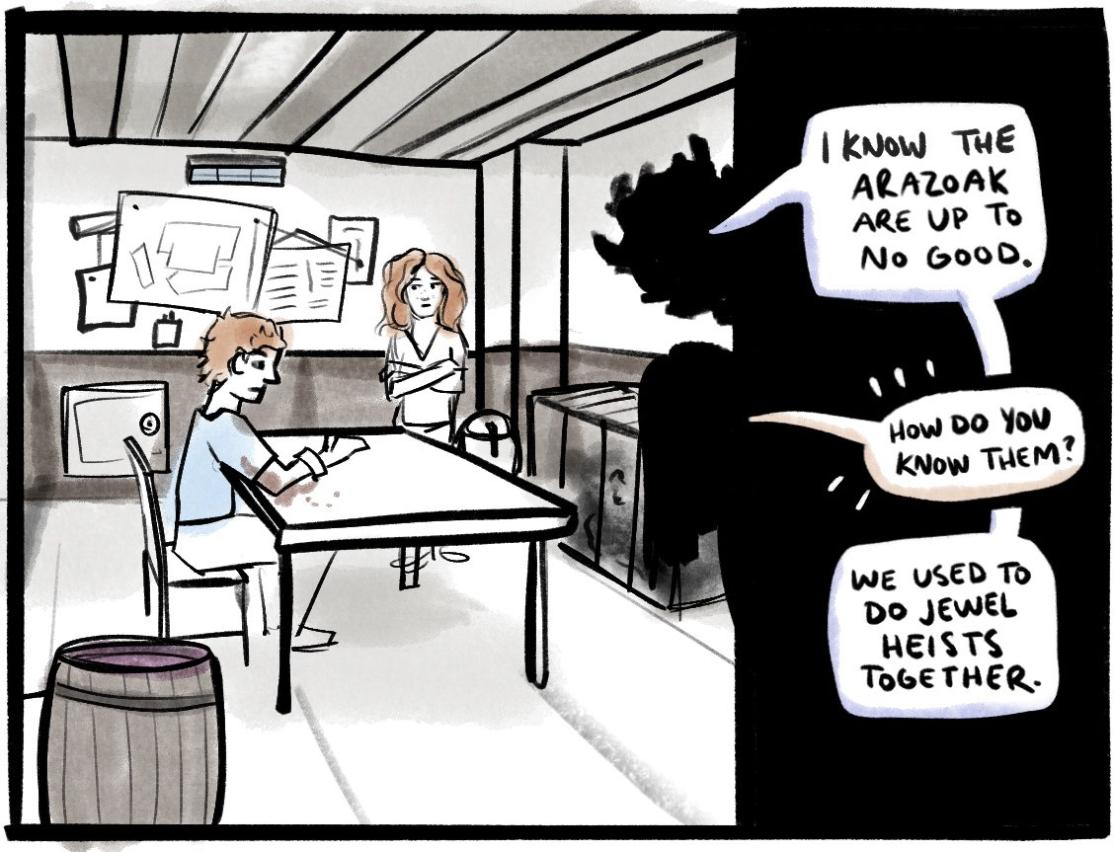 I KNOW THE
ARAZOAK
ARE UP TO
NO GOOD.
HOW DO YOU
KNOW THEM?
WE USED TO
DO JEWEL
HEISTS
TOGETHER.